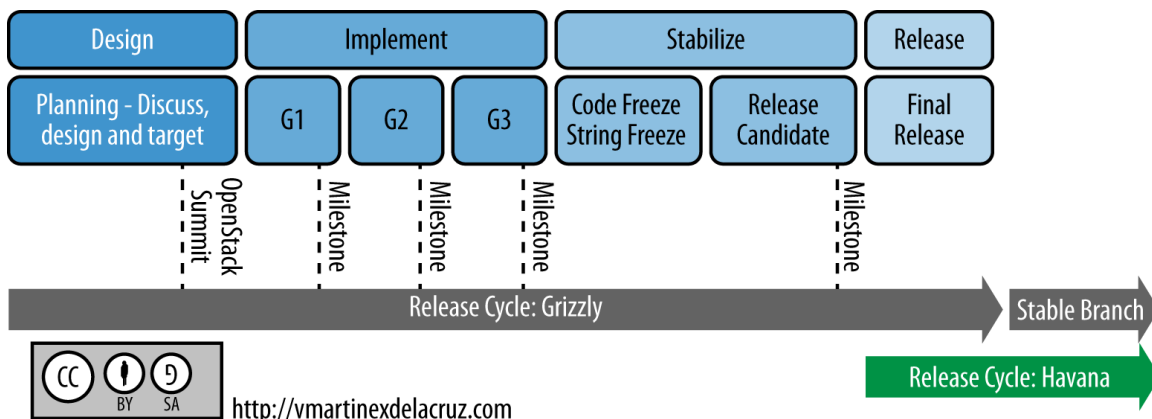 Design
Implement
Stabilize
Release
Planning - Discuss,
design and target
G1
G2
G3
Code Freeze
String Freeze
Release
Candidate
Final
Release
OpenStack
Summit
Milestone
Milestone
Milestone
Milestone
Release Cycle: Grizzly
Stable Branch
Release Cycle: Havana
CC
BY
SA
http://vmartinexdelacruz.com